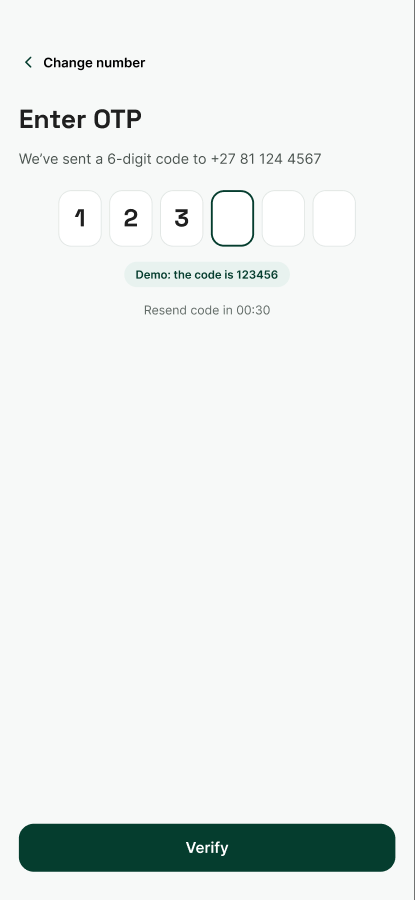 Change number
Enter OTP
We’ve sent a 6-digit code to +27 81 124 4567
1 2 3
Demo: the code is 123456
Resend code in 00:30
Verify